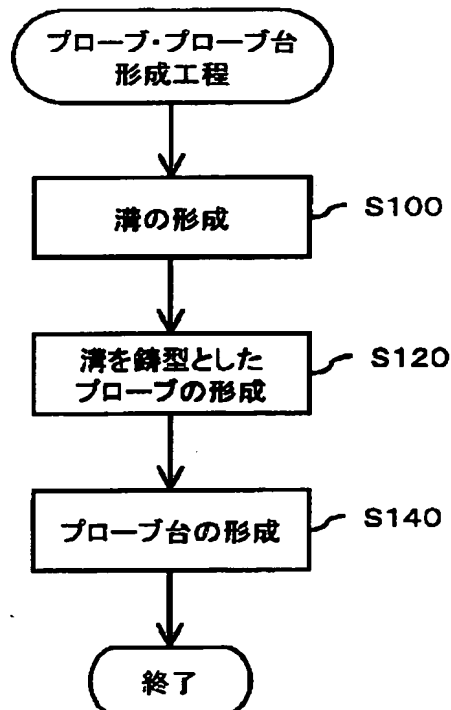 プローブ・プローブ台
形成工程
溝の形成
S100
溝を鋳型とした
プローブの形成
S120
プローブ台の形成
S140
終了